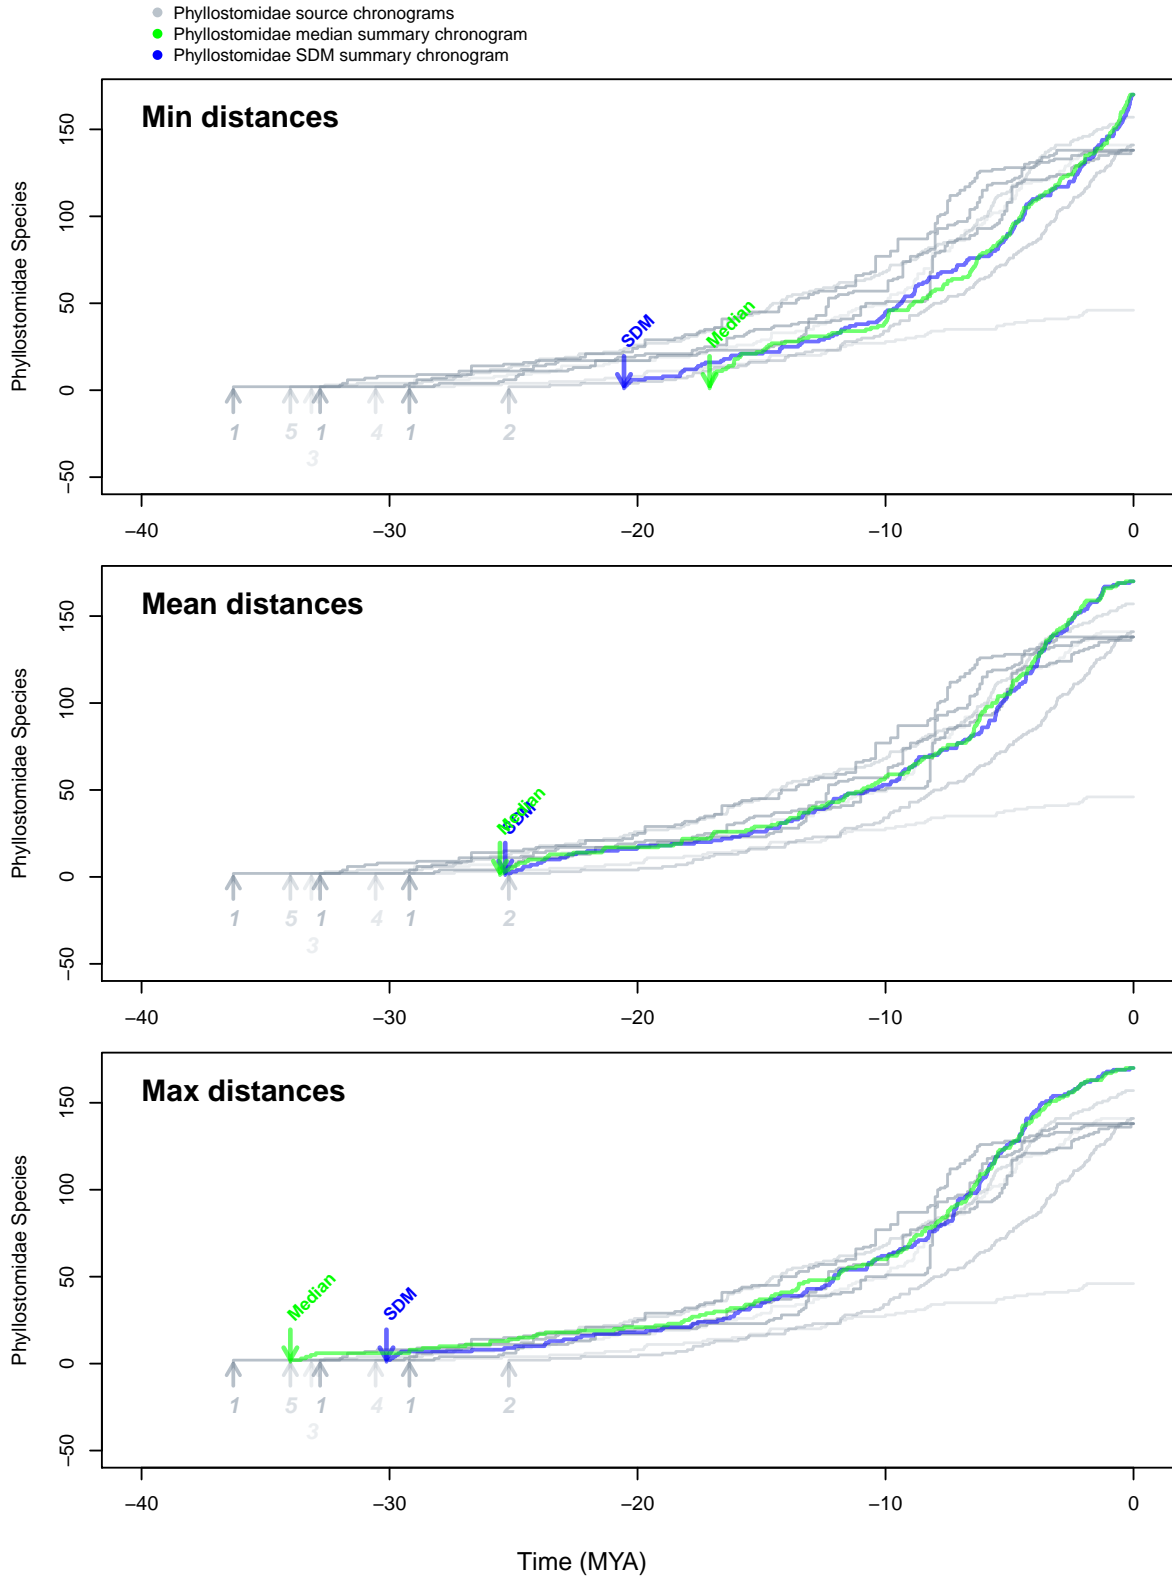 Phyllostomidae source chronograms
Phyllostomidae median summary chronogram
Phyllostomidae SDM summary chronogram
Min distances
Phyllostomidae Species
150
100
50
0
−50
SDM
Median
1 5 1 4 1 2
3
−40 −30 −20 −10 0
Mean distances
Phyllostomidae Species
150
100
50
0
−50
Median
SDM
1 5 1 4 1 2
3
−40 −30 −20 −10 0
Max distances
Phyllostomidae Species
150
100
50
0
−50
Median
SDM
1 5 1 4 1 2
3
−40 −30 −20 −10 0
Time (MYA)